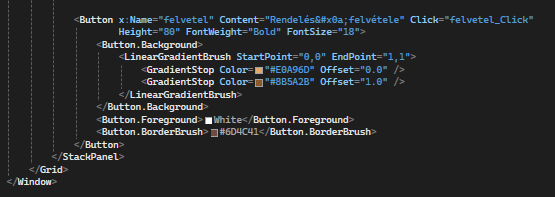 <Button x:Name="felvetel" Content="Rendelés&#x0a;felvétele" Click="felvetel_Click"
Height="80" FontWeight="Bold" FontSize="18">
<Button.Background>
<LinearGradientBrush StartPoint="0,0" EndPoint="1,1">
<GradientStop Color="#E0A96D" Offset="0.0" />
<GradientStop Color="#8B5A2B" Offset="1.0" />
</LinearGradientBrush>
</Button.Background>
<Button.Foreground>White</Button.Foreground>
<Button.BorderBrush>#6D4C41</Button.BorderBrush>
</Button>
</StackPanel>
</Grid>
</Window>